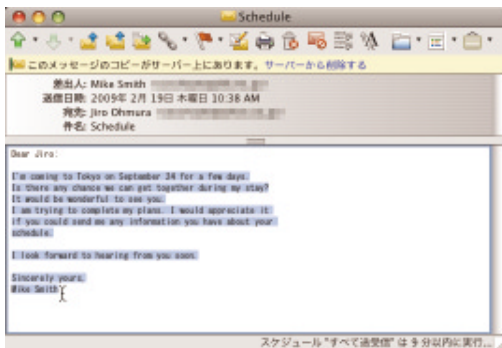 Schedule
このメッセージのコピーがサーバー上にあります。サーバーから削除する
差出人: Mike Smith
送信日時: 2009年 2月 19日 木曜日 10:38 AM
宛先: Jiro Ohmura
件名: Schedule
Dear Jiro:
I'm coming to Tokyo on September 34 for a few days.
Is there any chance we can get together during my stay?
It would be wonderful to see you.
I am trying to complete my plans. I would appreciate it
if you could send me any information you have about your
schedule.
I look forward to hearing from you soon.
Sincerely yours,
Mike Smith
スケジュール "すべて送受信" は 9 分以内に実行...